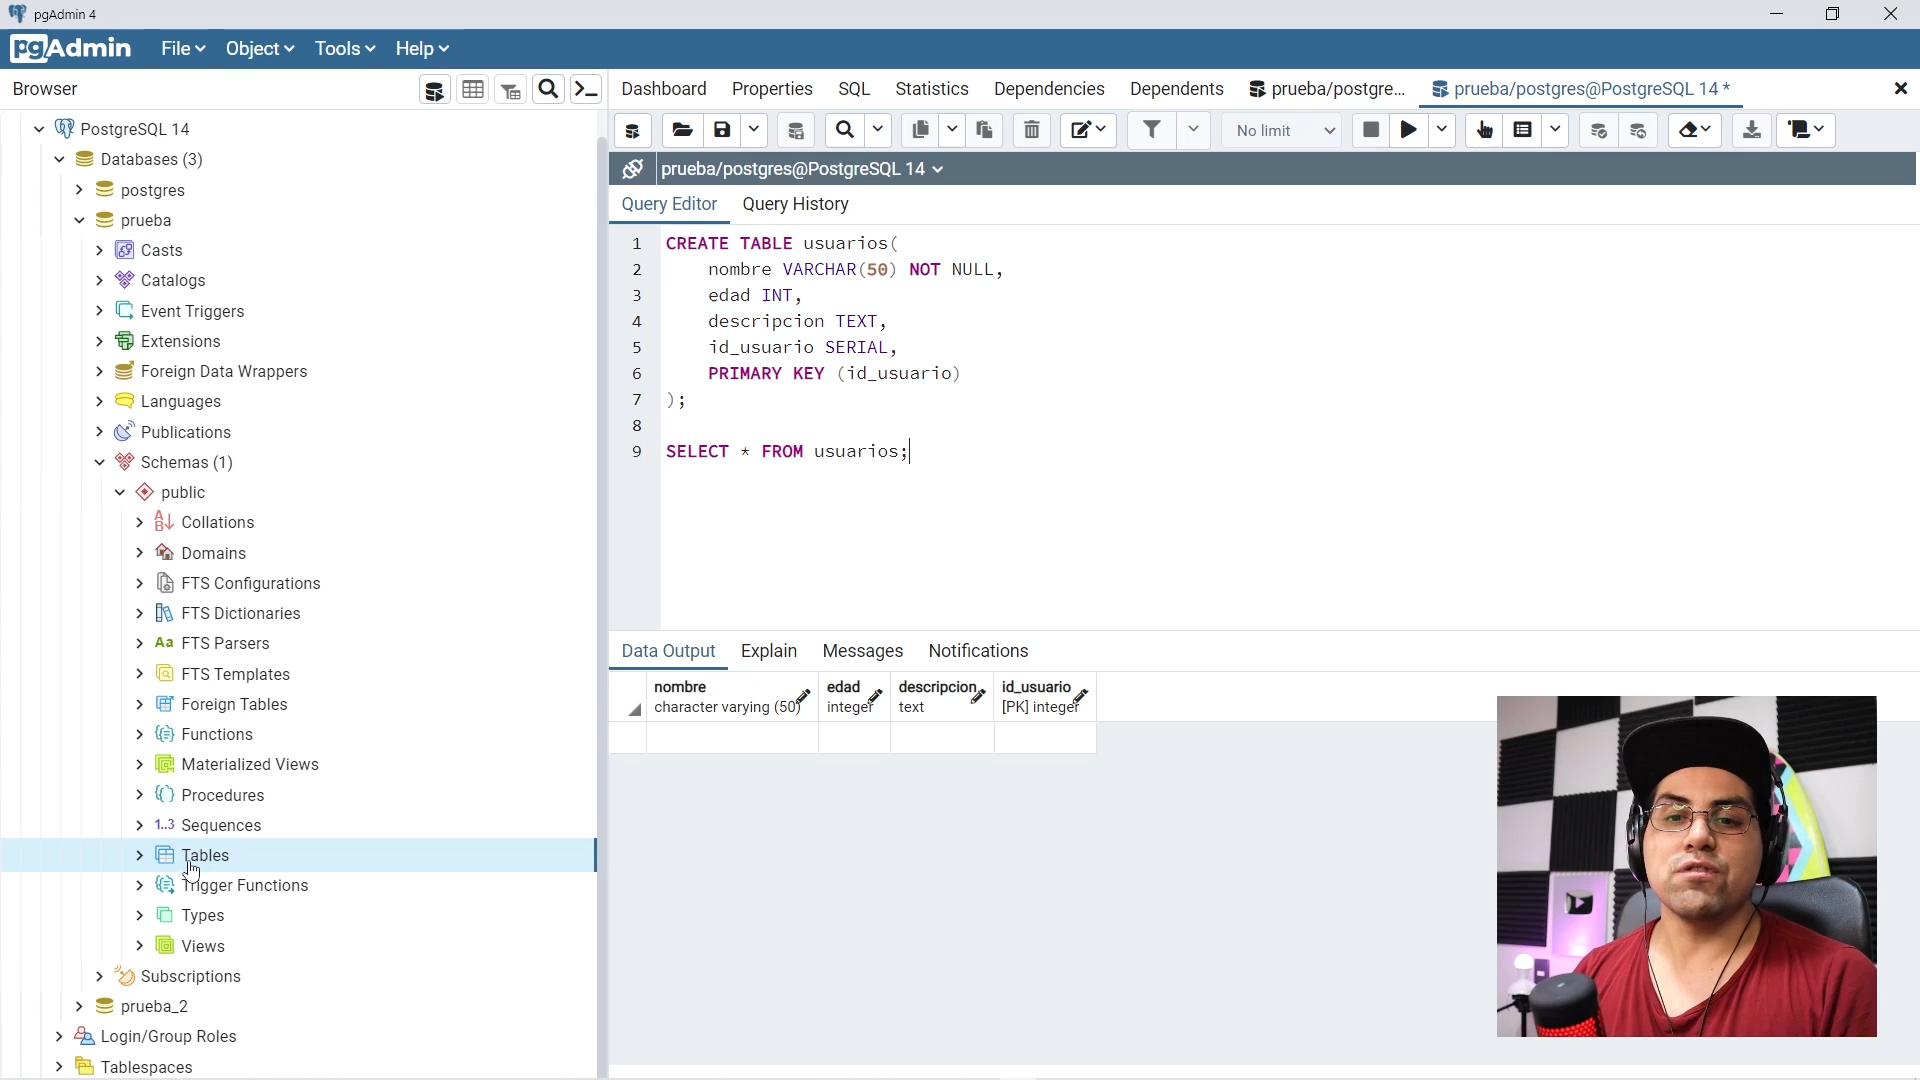 pgAdmin 4
pgAdmin File Object Tools Help
Browser
Dashboard Properties SQL Statistics Dependencies Dependents prueba/postgre... prueba/postgres@PostgreSQL 14 *
No limit
prueba/postgres@PostgreSQL 14
Query Editor Query History
PostgreSQL 14
Databases (3)
postgres
prueba
Casts
Catalogs
Event Triggers
Extensions
Foreign Data Wrappers
Languages
Publications
Schemas (1)
public
Collations
Domains
FTS Configurations
FTS Dictionaries
Aa FTS Parsers
FTS Templates
Foreign Tables
Functions
Materialized Views
Procedures
1..3 Sequences
Tables
Trigger Functions
Types
Views
Subscriptions
prueba_2
Login/Group Roles
Tablespaces
1 CREATE TABLE usuarios(
2 nombre VARCHAR(50) NOT NULL,
3 edad INT,
4 descripcion TEXT,
5 id_usuario SERIAL,
6 PRIMARY KEY (id_usuario)
7 );
8
9 SELECT * FROM usuarios;
Data Output Explain Messages Notifications
nombre edad descripcion id_usuario
character varying (50) integer text [PK] integer